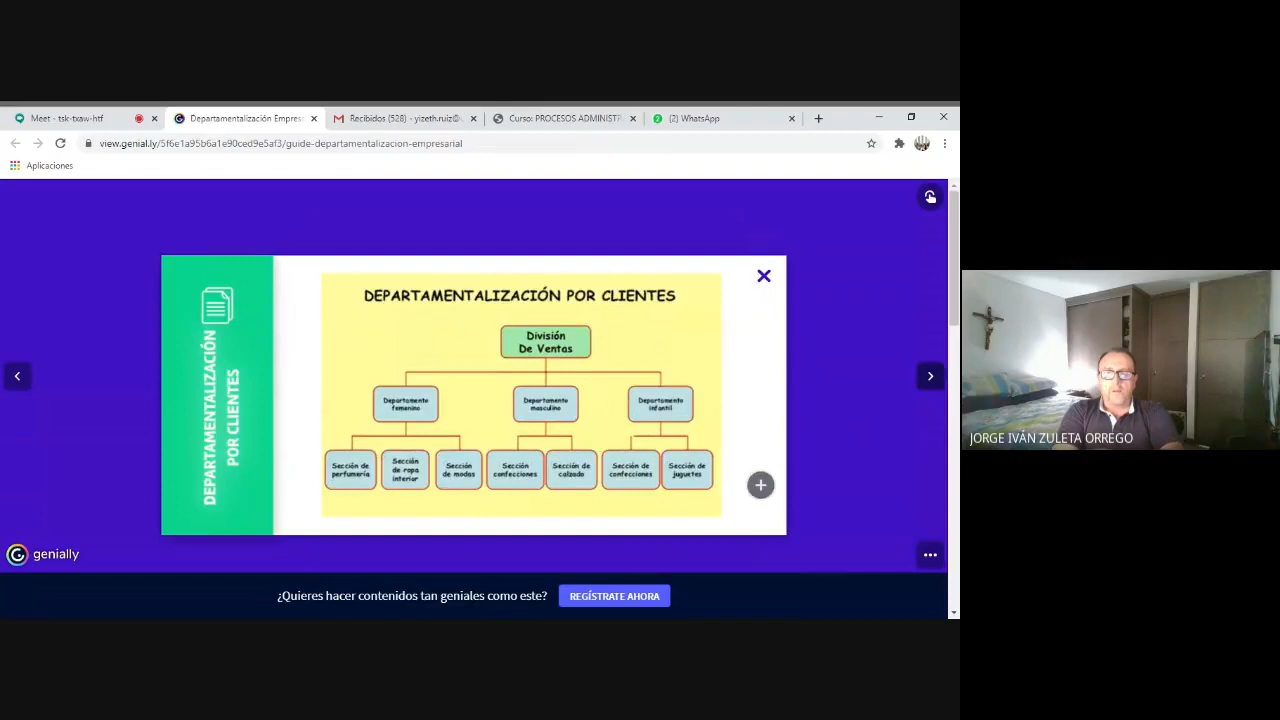 Meet - tsk-txaw-htf
Departamentalización Empres
Recibidos (528) - yizeth.ruiz@u
Curso: PROCESOS ADMINISTR
(2) WhatsApp
view.genial.ly/5f6e1a95b6a1e90ced9e5af3/guide-departamentalizacion-empresarial
Aplicaciones
DEPARTAMENTALIZACIÓN
POR CLIENTES
DEPARTAMENTALIZACIÓN POR CLIENTES
División
De Ventas
Departamento
femenino
Departamento
masculino
Departamento
infantil
Sección de
perfumería
Sección
de ropa
interior
Sección
de modas
Sección
confecciones
Sección de
calzado
Sección de
confecciones
Sección de
juguetes
genially
¿Quieres hacer contenidos tan geniales como este?
REGÍSTRATE AHORA
JORGE IVÁN ZULETA ORREGO